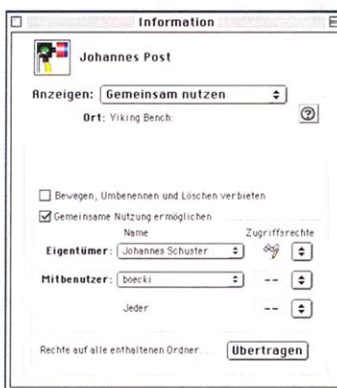 Information
Johannes Post
Anzeigen: Gemeinsam nutzen
Ort: Viking Bench:
?
Bewegen, Umbenennen und Löschen verbieten
Gemeinsame Nutzung ermöglichen
Name Zugriffsrechte
Eigentümer: Johannes Schuster
Mitbenutzer: boecki --
Jeder --
Rechte auf alle enthaltenen Ordner... Übertragen